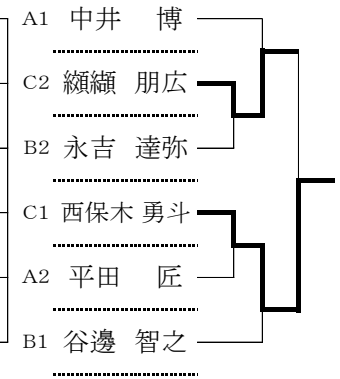 A1 中井 博
C2 纐纈 朋広
B2 永吉 達弥
C1 西保木 勇斗
A2 平田 匠
B1 谷邊 智之